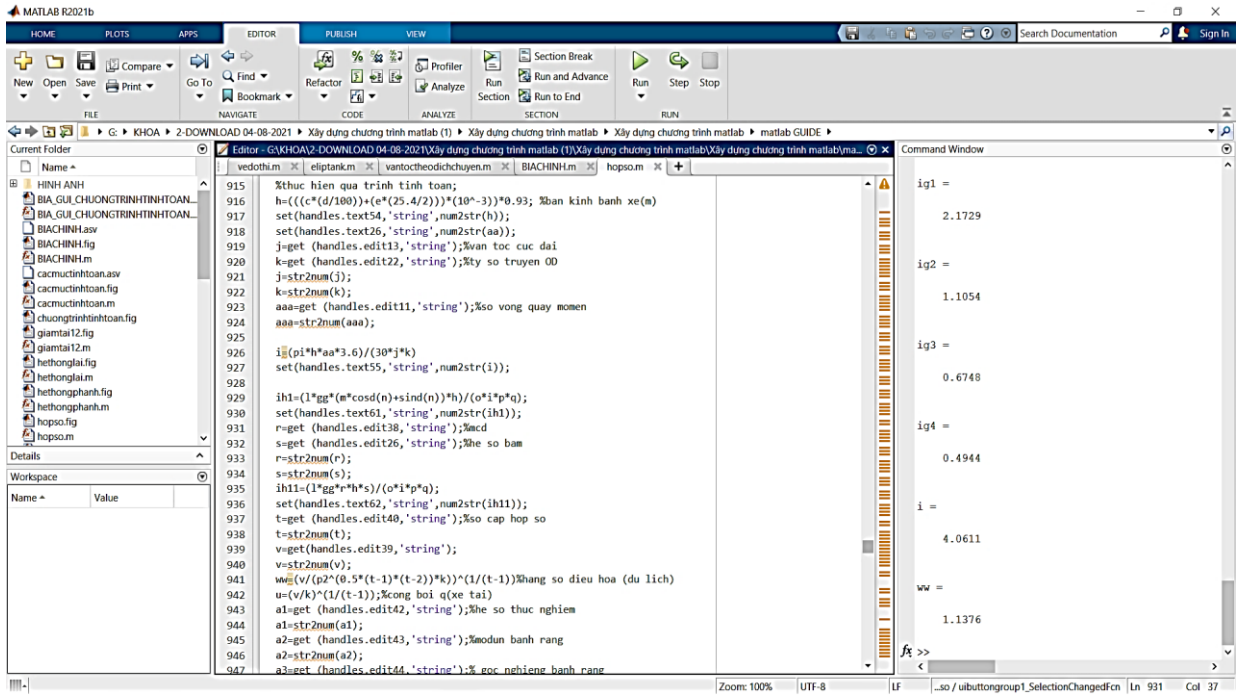 MATLAB R2021b
HOME PLOTS APPS EDITOR PUBLISH VIEW Search Documentation Sign In
New Open Save Compare Print Go To Find Bookmark Refactor Profiler Analyze Run Section Section Break Run and Advance Run to End Run Step Stop
FILE NAVIGATE CODE ANALYZE SECTION RUN
G: KHOA 2-DOWNLOAD 04-08-2021 Xây dựng chương trình matlab (1) Xây dựng chương trình matlab Xây dựng chương trình matlab matlab GUIDE
Current Folder
Name
HINH ANH
BIA_GUI_CHUONGTRINHTINHTOAN...
BIA_GUI_CHUONGTRINHTINHTOAN...
BIACHINH.asv
BIACHINH.fig
BIACHINH.m
cacmuctinhtoan.asv
cacmuctinhtoan.fig
cacmuctinhtoan.m
chuongtrinhtinhtoan.fig
giamtai12.fig
giamtai12.m
hethonglai.fig
hethonglai.m
hethongphanh.fig
hethongphanh.m
hopso.fig
hopso.m
Details
Workspace
Name Value
Editor - G:\KHOA\2-DOWNLOAD 04-08-2021\Xây dựng chương trình matlab (1)\Xây dựng chương trình matlab\Xây dựng chương trình matlab\ma...
vedothi.m eliptank.m vantoctheodichchuyen.m BIACHINH.m hopso.m
915 %thuc hien qua trinh tinh toan;
916 h=(((c*(d/100))+(e*(25.4/2)))*(10^-3))*0.93; %ban kinh banh xe(m)
917 set(handles.text54,'string',num2str(h));
918 set(handles.text26,'string',num2str(aa));
919 j=get (handles.edit13,'string');%van toc cuc dai
920 k=get (handles.edit22,'string');%ty so truyen OD
921 j=str2num(j);
922 k=str2num(k);
923 aaa=get (handles.edit11,'string');%so vong quay momen
924 aaa=str2num(aaa);
925
926 i=(pi*h*aa*3.6)/(30*j*k)
927 set(handles.text55,'string',num2str(i));
928
929 ih1=(l*gg*(m*cosd(n)+sind(n))*h)/(o*i*p*q);
930 set(handles.text61,'string',num2str(ih1));
931 r=get (handles.edit38,'string');%mcd
932 s=get (handles.edit26,'string');%he so bam
933 r=str2num(r);
934 s=str2num(s);
935 ih11=(l*gg*r*h*s)/(o*i*p*q);
936 set(handles.text62,'string',num2str(ih11));
937 t=get (handles.edit40,'string');%so cap hop so
938 t=str2num(t);
939 v=get(handles.edit39,'string');
940 v=str2num(v);
941 ww=(v/(p2^(0.5*(t-1)*(t-2))*k))^(1/(t-1))%hang so dieu hoa (du lich)
942 u=(v/k)^(1/(t-1));%cong boi q(xe tai)
943 a1=get (handles.edit42,'string');%he so thuc nghiem
944 a1=str2num(a1);
945 a2=get (handles.edit43,'string');%modun banh rang
946 a2=str2num(a2);
947 a3=get (handles.edit44,'string');% goc nghieng banh rang
Command Window
ig1 =
2.1729
ig2 =
1.1054
ig3 =
0.6748
ig4 =
0.4944
i =
4.0611
ww =
1.1376
fx >>
Zoom: 100% UTF-8 LF ...so / uibuttongroup1_SelectionChangedFcn Ln 931 Col 37